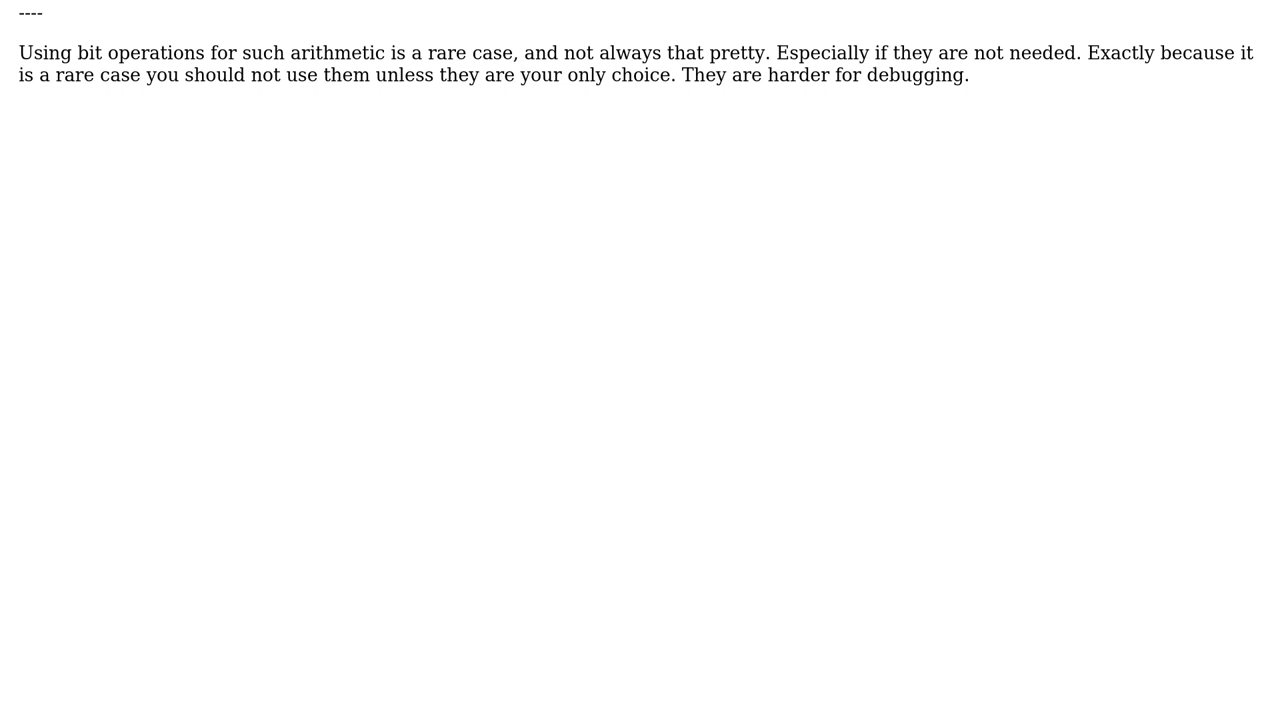 ----
Using bit operations for such arithmetic is a rare case, and not always that pretty. Especially if they are not needed. Exactly because it
is a rare case you should not use them unless they are your only choice. They are harder for debugging.